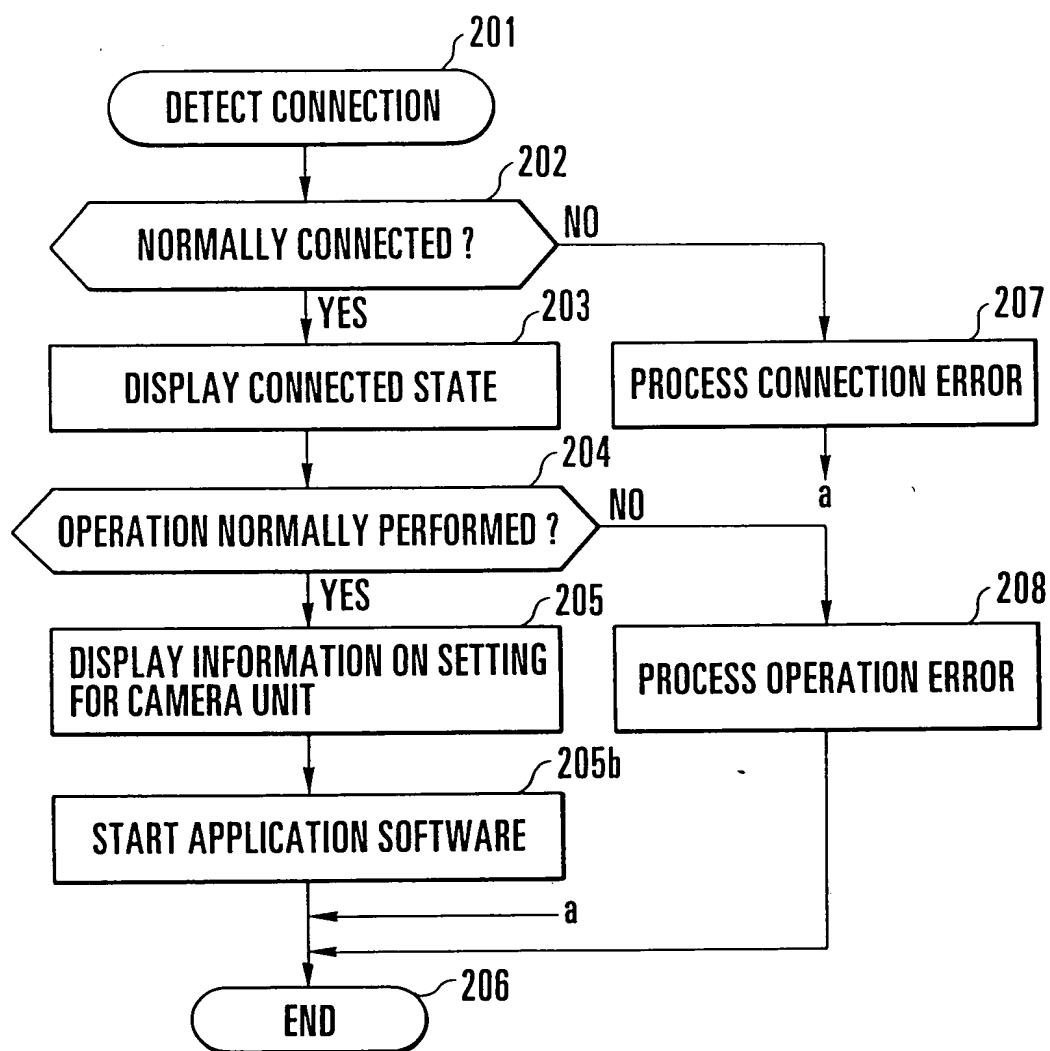 201
DETECT CONNECTION
202
NORMALLY CONNECTED ?
NO
YES
203
DISPLAY CONNECTED STATE
207
PROCESS CONNECTION ERROR
a
204
OPERATION NORMALLY PERFORMED ?
NO
YES
205
DISPLAY INFORMATION ON SETTING
FOR CAMERA UNIT
208
PROCESS OPERATION ERROR
205b
START APPLICATION SOFTWARE
a
206
END